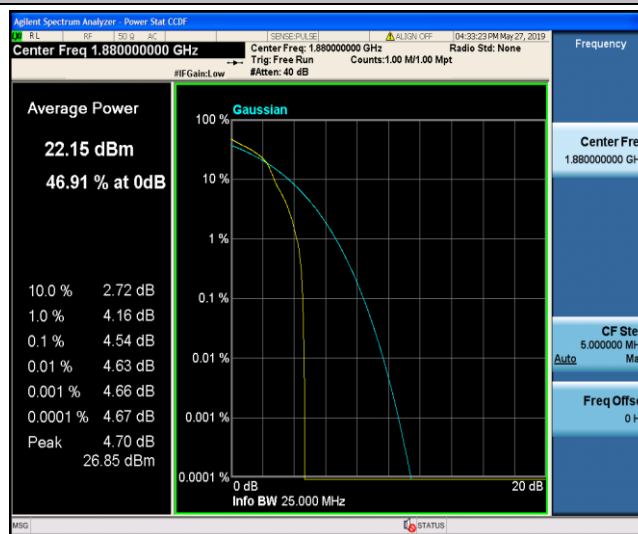 Agilent Spectrum Analyzer - Power Stat CCDF
RL RF 50 Ω AC SENSE:PULSE ALIGN OFF 04:33:23 PM May 27, 2019
Center Freq 1.880000000 GHz
Center Freq: 1.880000000 GHz Radio Std: None
Trig: Free Run Counts:1.00 M/1.00 Mpt
#IFGain:Low #Atten: 40 dB
Frequency
Average Power
22.15 dBm
46.91 % at 0dB
10.0 % 2.72 dB
1.0 % 4.16 dB
0.1 % 4.54 dB
0.01 % 4.63 dB
0.001 % 4.66 dB
0.0001 % 4.67 dB
Peak 4.70 dB
26.85 dBm
Gaussian
100 %
10 %
1 %
0.1 %
0.01 %
0.001 %
0.0001 %
0 dB 20 dB
Info BW 25.000 MHz
Center Fre
1.880000000 GH
CF Ste
5.000000 MH
Auto Ma
Freq Offs
0 H
MSG STATUS